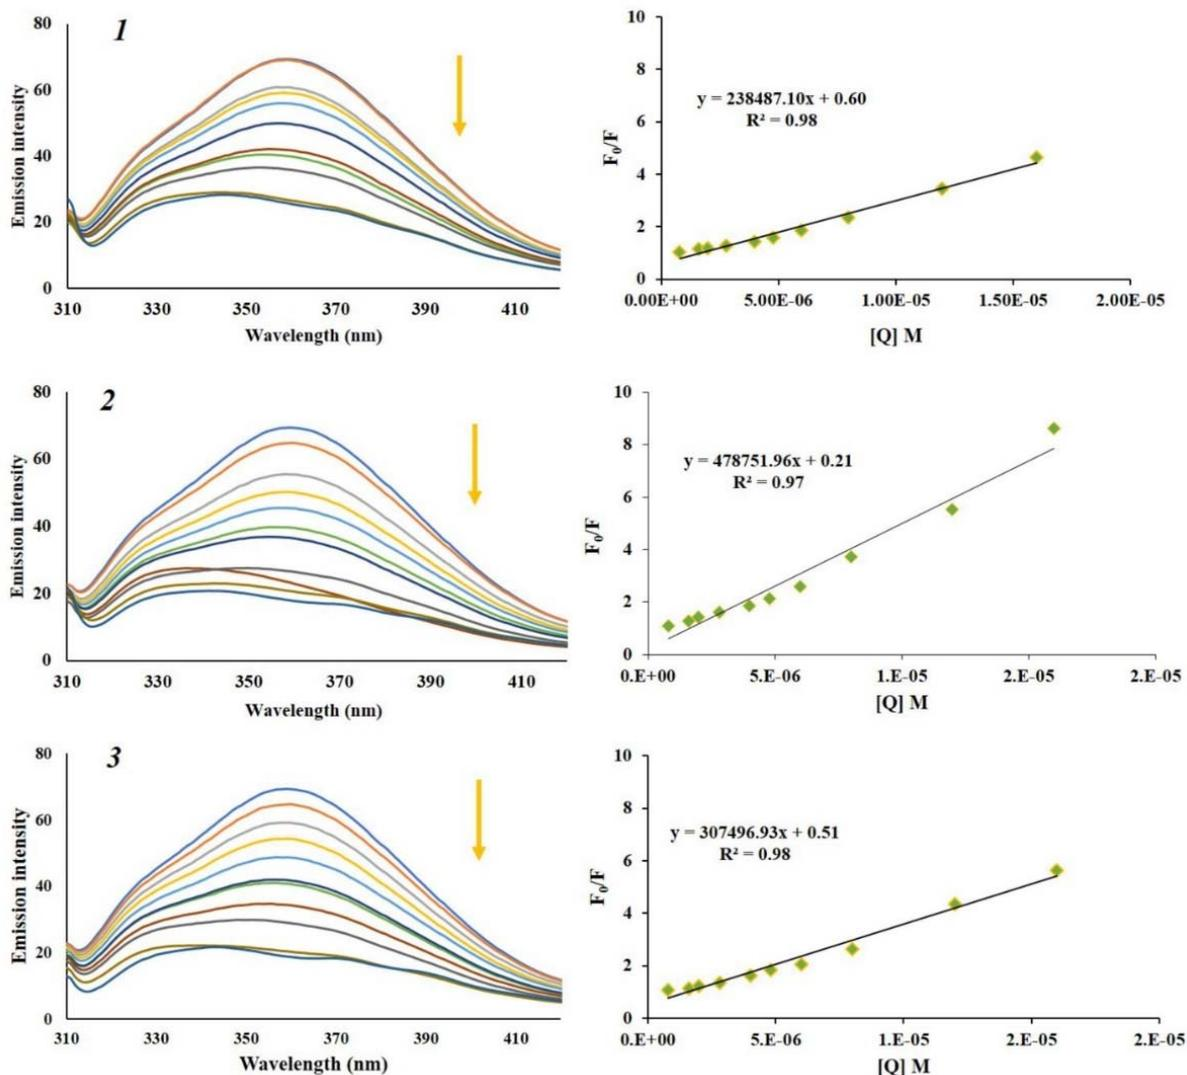 1
80
60
40
20
0
Emission intensity
310 330 350 370 390 410
Wavelength (nm)
10
8
6
4
2
0
F₀/F
y = 238487.10x + 0.60
R² = 0.98
0.00E+00 5.00E-06 1.00E-05 1.50E-05 2.00E-05
[Q] M
2
80
60
40
20
0
Emission intensity
310 330 350 370 390 410
Wavelength (nm)
10
8
6
4
2
0
F₀/F
y = 478751.96x + 0.21
R² = 0.97
0.E+00 5.E-06 1.E-05 2.E-05 2.E-05
[Q] M
3
80
60
40
20
0
Emission intensity
310 330 350 370 390 410
Wavelength (nm)
10
8
6
4
2
0
F₀/F
y = 307496.93x + 0.51
R² = 0.98
0.E+00 5.E-06 1.E-05 2.E-05 2.E-05
[Q] M